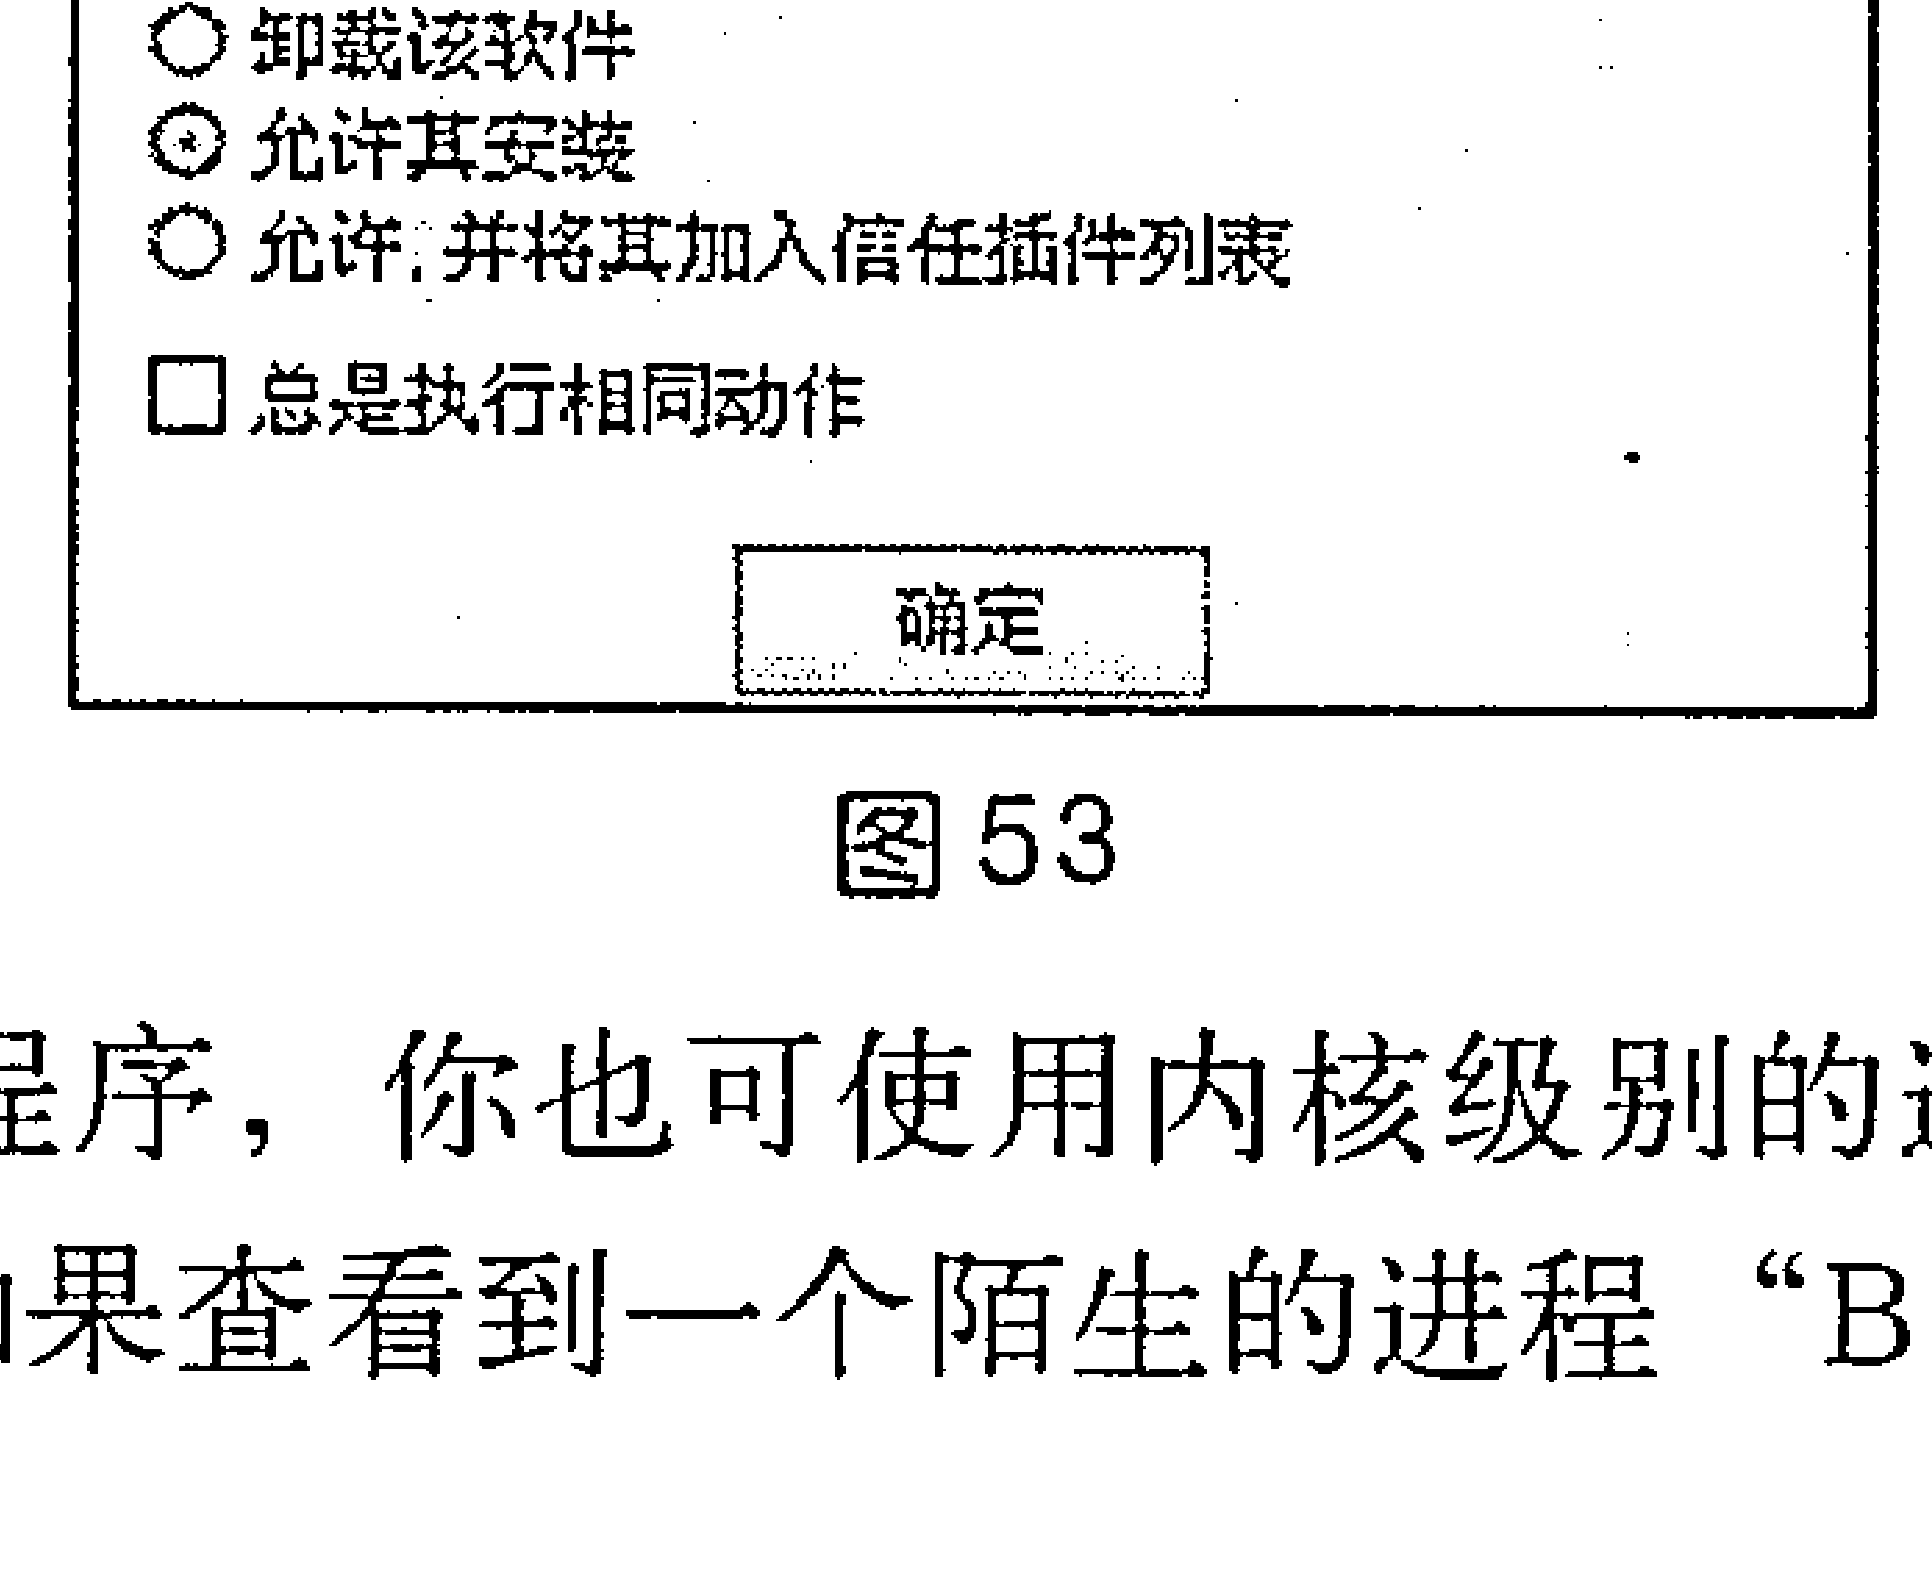 卸载该软件
允许其安装
允许,并将其加入信任插件列表
总是执行相同动作
确定
图 53
程序，你也可使用内核级别的
果查看到一个陌生的进程“B